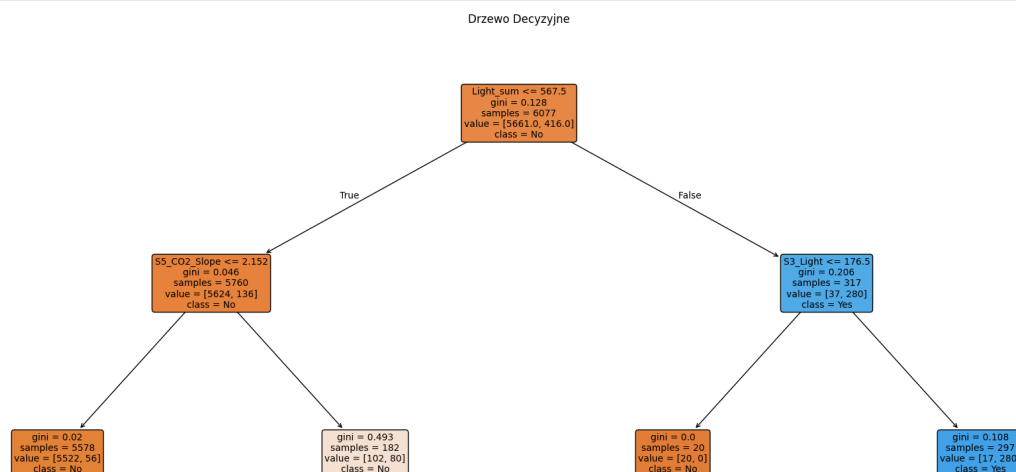 Drzewo Decyzyjne
Light_sum <= 567.5
gini = 0.128
samples = 6077
value = [5661.0, 416.0]
class = No
True
False
S5_CO2_Slope <= 2.152
gini = 0.046
samples = 5760
value = [5624, 136]
class = No
S3_Light <= 176.5
gini = 0.206
samples = 317
value = [37, 280]
class = Yes
gini = 0.02
samples = 5578
value = [5522, 56]
class = No
gini = 0.493
samples = 182
value = [102, 80]
class = No
gini = 0.0
samples = 20
value = [20, 0]
class = No
gini = 0.108
samples = 297
value = [17, 280
class = Yes